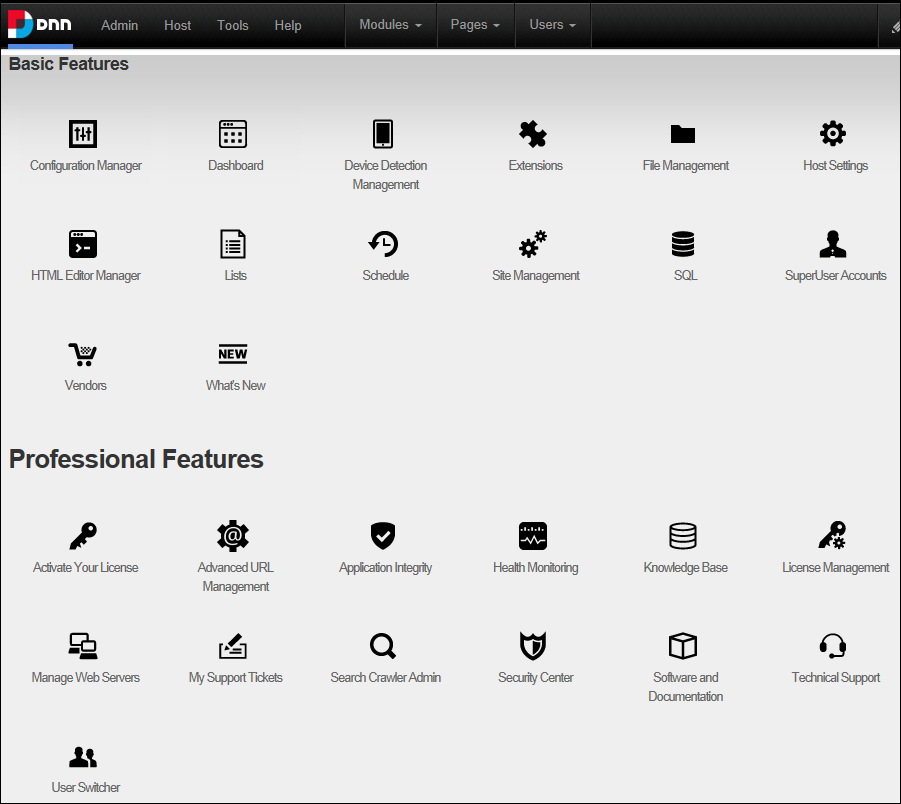 DNN Admin Host Tools Help Modules Pages Users
Basic Features
Configuration Manager
Dashboard
Device Detection
Management
Extensions
File Management
Host Settings
HTML Editor Manager
Lists
Schedule
Site Management
SQL
SuperUser Accounts
Vendors
NEW
What's New
Professional Features
Activate Your License
@
Advanced URL
Management
Application Integrity
Health Monitoring
Knowledge Base
License Management
Manage Web Servers
My Support Tickets
Search Crawler Admin
Security Center
Software and
Documentation
Technical Support
User Switcher